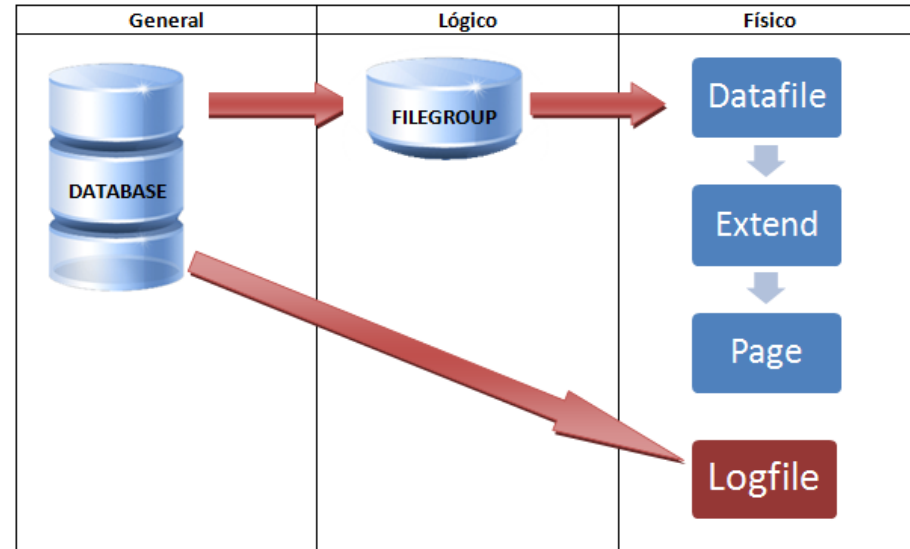 General
Lógico
Físico
DATABASE
FILEGROUP
Datafile
Extend
Page
Logfile